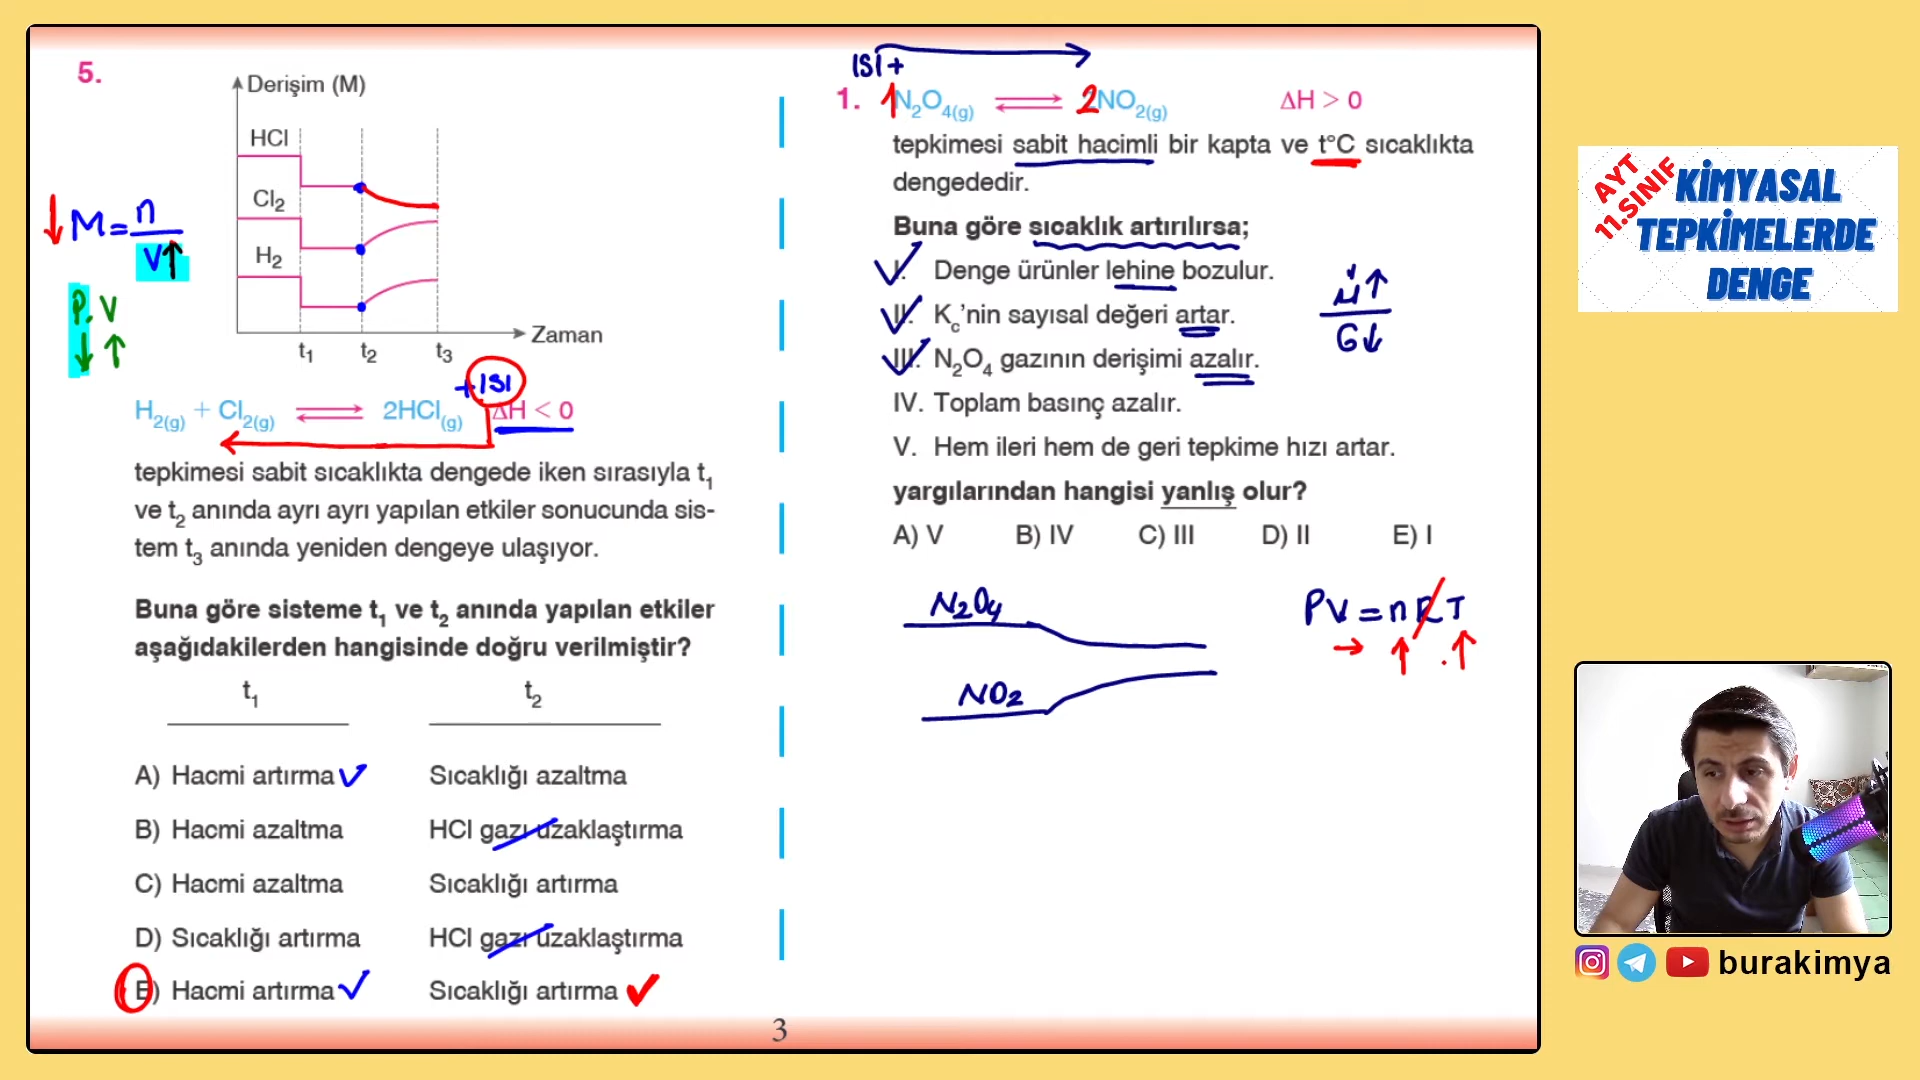 5.
Derişim (M)
HCl
Cl2
H2
Zaman
t1 t2 t3
↓ M = n / V↑
P. V
↓ ↑
+ ISI
H2(g) + Cl2(g) ⇌ 2HCl(g) ΔH < 0
tepkimesi sabit sıcaklıkta dengede iken sırasıyla t1
ve t2 anında ayrı ayrı yapılan etkiler sonucunda sis-
tem t3 anında yeniden dengeye ulaşıyor.
Buna göre sisteme t1 ve t2 anında yapılan etkiler
aşağıdakilerden hangisinde doğru verilmiştir?
t1 t2
A) Hacmi artırma Sıcaklığı azaltma
B) Hacmi azaltma HCl gazı uzaklaştırma
C) Hacmi azaltma Sıcaklığı artırma
D) Sıcaklığı artırma HCl gazı uzaklaştırma
E) Hacmi artırma Sıcaklığı artırma
3
ISI +
1. 1 N2O4(g) ⇌ 2NO2(g) ΔH > 0
tepkimesi sabit hacimli bir kapta ve t°C sıcaklıkta
dengededir.
Buna göre sıcaklık artırılırsa;
I. Denge ürünler lehine bozulur.
II. Kc'nin sayısal değeri artar.
III. N2O4 gazının derişimi azalır.
IV. Toplam basınç azalır.
V. Hem ileri hem de geri tepkime hızı artar.
yargılarından hangisi yanlış olur?
A) V B) IV C) III D) II E) I
Ü↑
G↓
N2O4
NO2
PV = nRT
→ ↑ . ↑
AYT
11.SINIF
KİMYASAL
TEPKİMELERDE
DENGE
burakimya